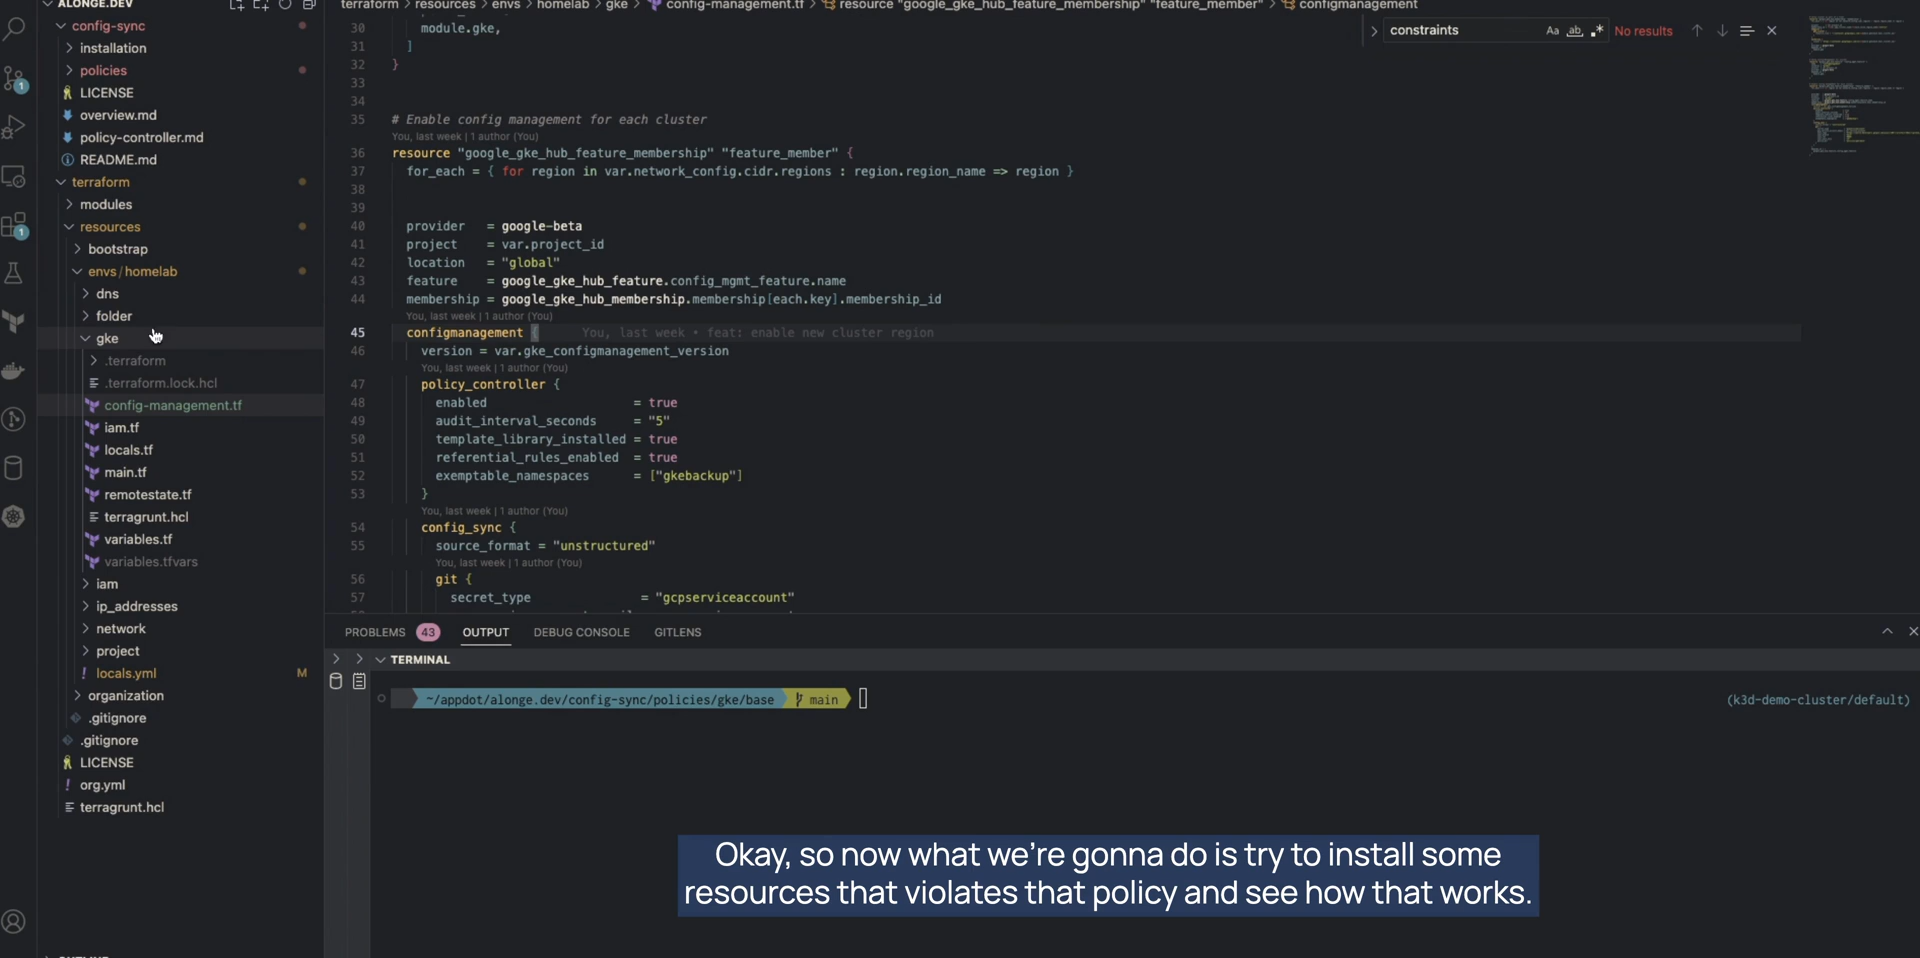 ALONGE.DEV
config-sync
installation
policies
LICENSE
overview.md
policy-controller.md
README.md
terraform
modules
resources
bootstrap
envs/homelab
dns
folder
gke
.terraform
.terraform.lock.hcl
config-management.tf
iam.tf
locals.tf
main.tf
remotestate.tf
terragrunt.hcl
variables.tf
variables.tfvars
iam
ip_addresses
network
project
! locals.yml M
organization
.gitignore
.gitignore
LICENSE
! org.yml
terragrunt.hcl
1
1
terraform > resources > envs > homelab > gke > config-management.tf > resource "google_gke_hub_feature_membership" "feature_member" > configmanagement
constraints Aa ab .* No results
30 module.gke,
31 ]
32 }
33
34
35 # Enable config management for each cluster
You, last week | 1 author (You)
36 resource "google_gke_hub_feature_membership" "feature_member" {
37 for_each = { for region in var.network_config.cidr.regions : region.region_name => region }
38
39
40 provider = google-beta
41 project = var.project_id
42 location = "global"
43 feature = google_gke_hub_feature.config_mgmt_feature.name
44 membership = google_gke_hub_membership.membership[each.key].membership_id
You, last week | 1 author (You)
45 configmanagement { You, last week • feat: enable new cluster region
46 version = var.gke_configmanagement_version
You, last week | 1 author (You)
47 policy_controller {
48 enabled = true
49 audit_interval_seconds = "5"
50 template_library_installed = true
51 referential_rules_enabled = true
52 exemptable_namespaces = ["gkebackup"]
53 }
You, last week | 1 author (You)
54 config_sync {
55 source_format = "unstructured"
You, last week | 1 author (You)
56 git {
57 secret_type = "gcpserviceaccount"
PROBLEMS 43 OUTPUT DEBUG CONSOLE GITLENS
TERMINAL
~/appdot/alonge.dev/config-sync/policies/gke/base main (k3d-demo-cluster/default)
Okay, so now what we're gonna do is try to install some
resources that violates that policy and see how that works.